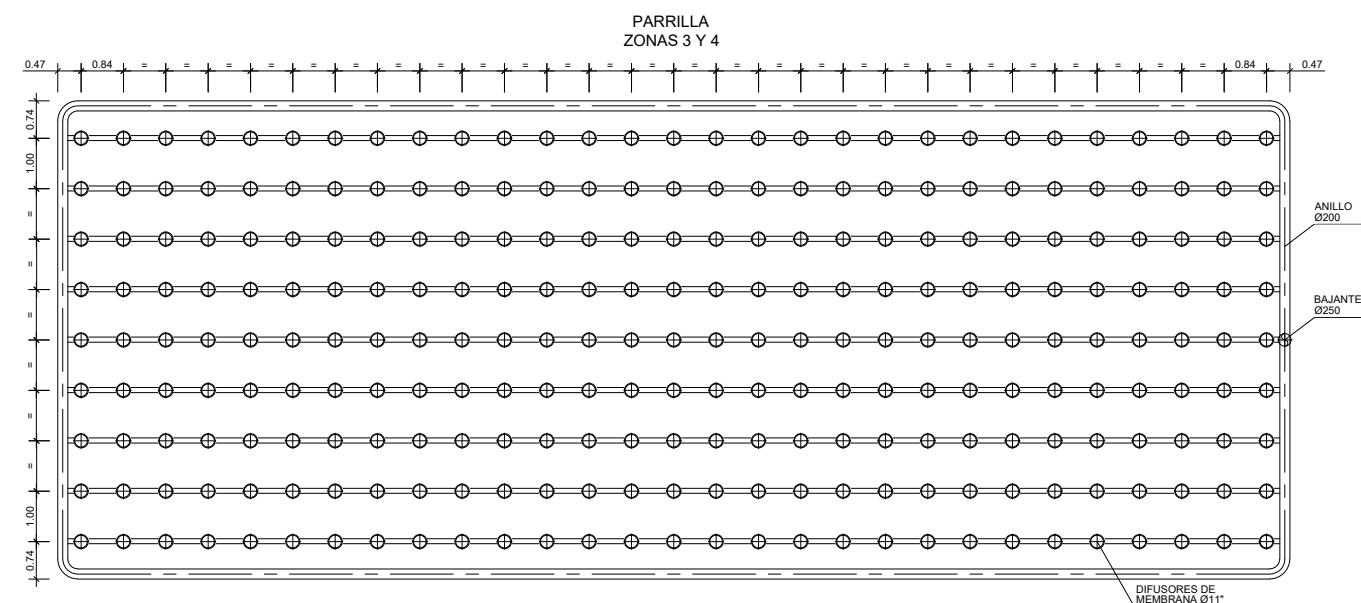 PARRILLA
ZONAS 3 Y 4
0.47 0.84 = = = = = = = = = = = = = = = = = = = = = = = = = = 0.84 0.47
0.74
1.00
=
=
=
=
=
=
1.00
0.74
ANILLO
Ø200
BAJANTE
Ø250
DIFUSORES DE
MEMBRANA Ø11"